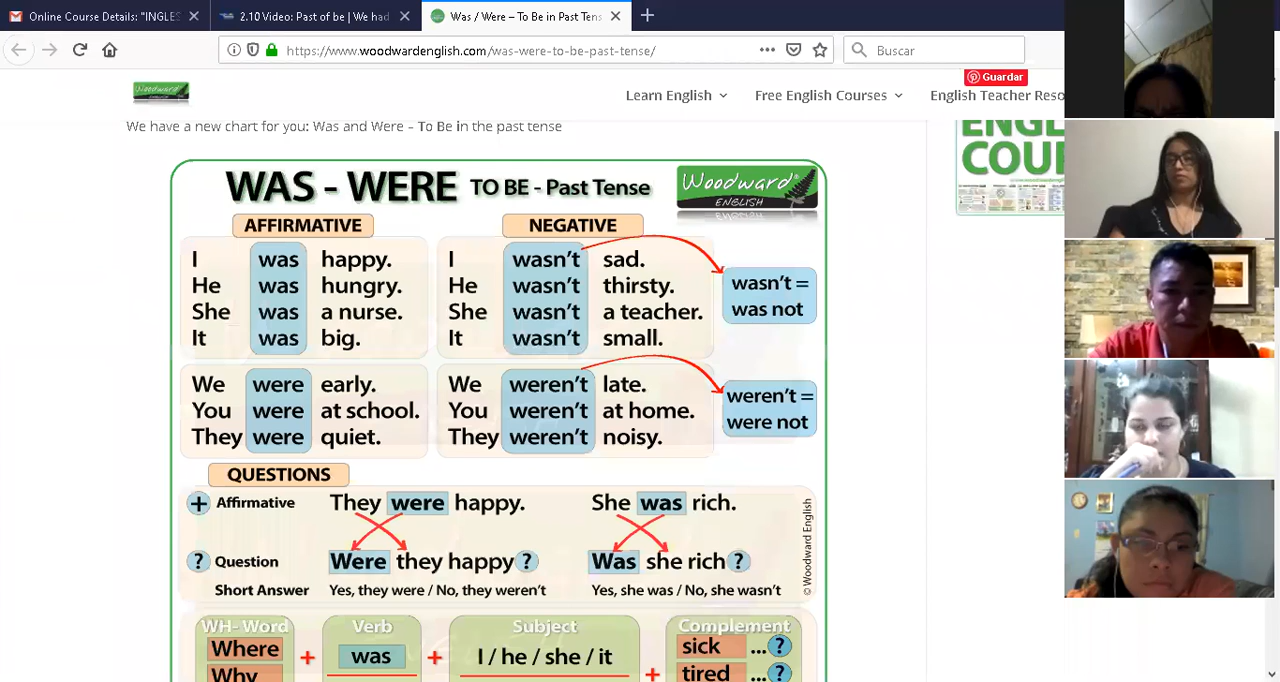 Online Course Details: "INGLES
2.10 Video: Past of be | We had
Was / Were – To Be in Past Tens
https://www.woodwardenglish.com/was-were-to-be-past-tense/
Buscar
Guardar
Woodward
ENGLISH
Learn English
Free English Courses
English Teacher Reso
We have a new chart for you: Was and Were – To Be in the past tense
ENGL
COU
WAS - WERE TO BE - Past Tense
Woodward®
ENGLISH
AFFIRMATIVE
NEGATIVE
I was happy.
I wasn't sad.
He was hungry.
He wasn't thirsty.
wasn't =
was not
She was a nurse.
She wasn't a teacher.
It was big.
It wasn't small.
We were early.
We weren't late.
You were at school.
You weren't at home.
weren't =
were not
They were quiet.
They weren't noisy.
QUESTIONS
+ Affirmative They were happy. She was rich.
? Question Were they happy? Was she rich?
Short Answer Yes, they were / No, they weren't Yes, she was / No, she wasn't
© Woodward English
WH- Word Verb Subject Complement
Where + was + I / he / she / it + sick ...?
Why tired ...?